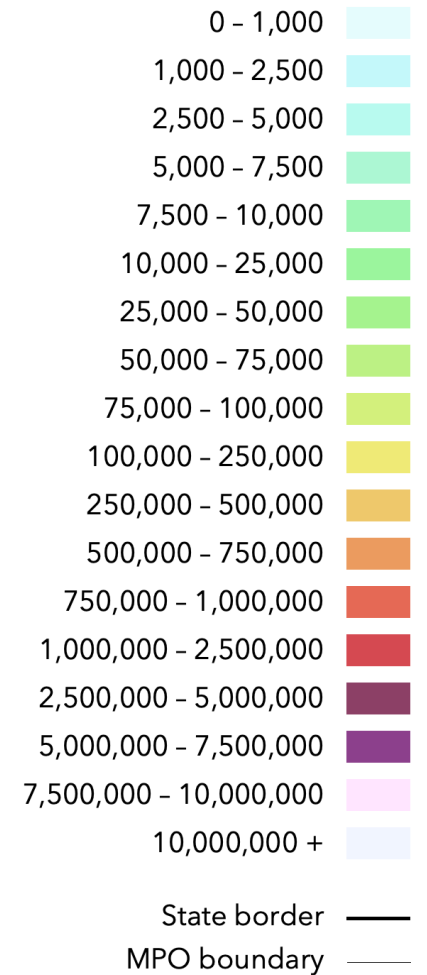 0 – 1,000
1,000 – 2,500
2,500 – 5,000
5,000 – 7,500
7,500 – 10,000
10,000 – 25,000
25,000 – 50,000
50,000 – 75,000
75,000 – 100,000
100,000 – 250,000
250,000 – 500,000
500,000 – 750,000
750,000 – 1,000,000
1,000,000 – 2,500,000
2,500,000 – 5,000,000
5,000,000 – 7,500,000
7,500,000 – 10,000,000
10,000,000 +
State border
MPO boundary